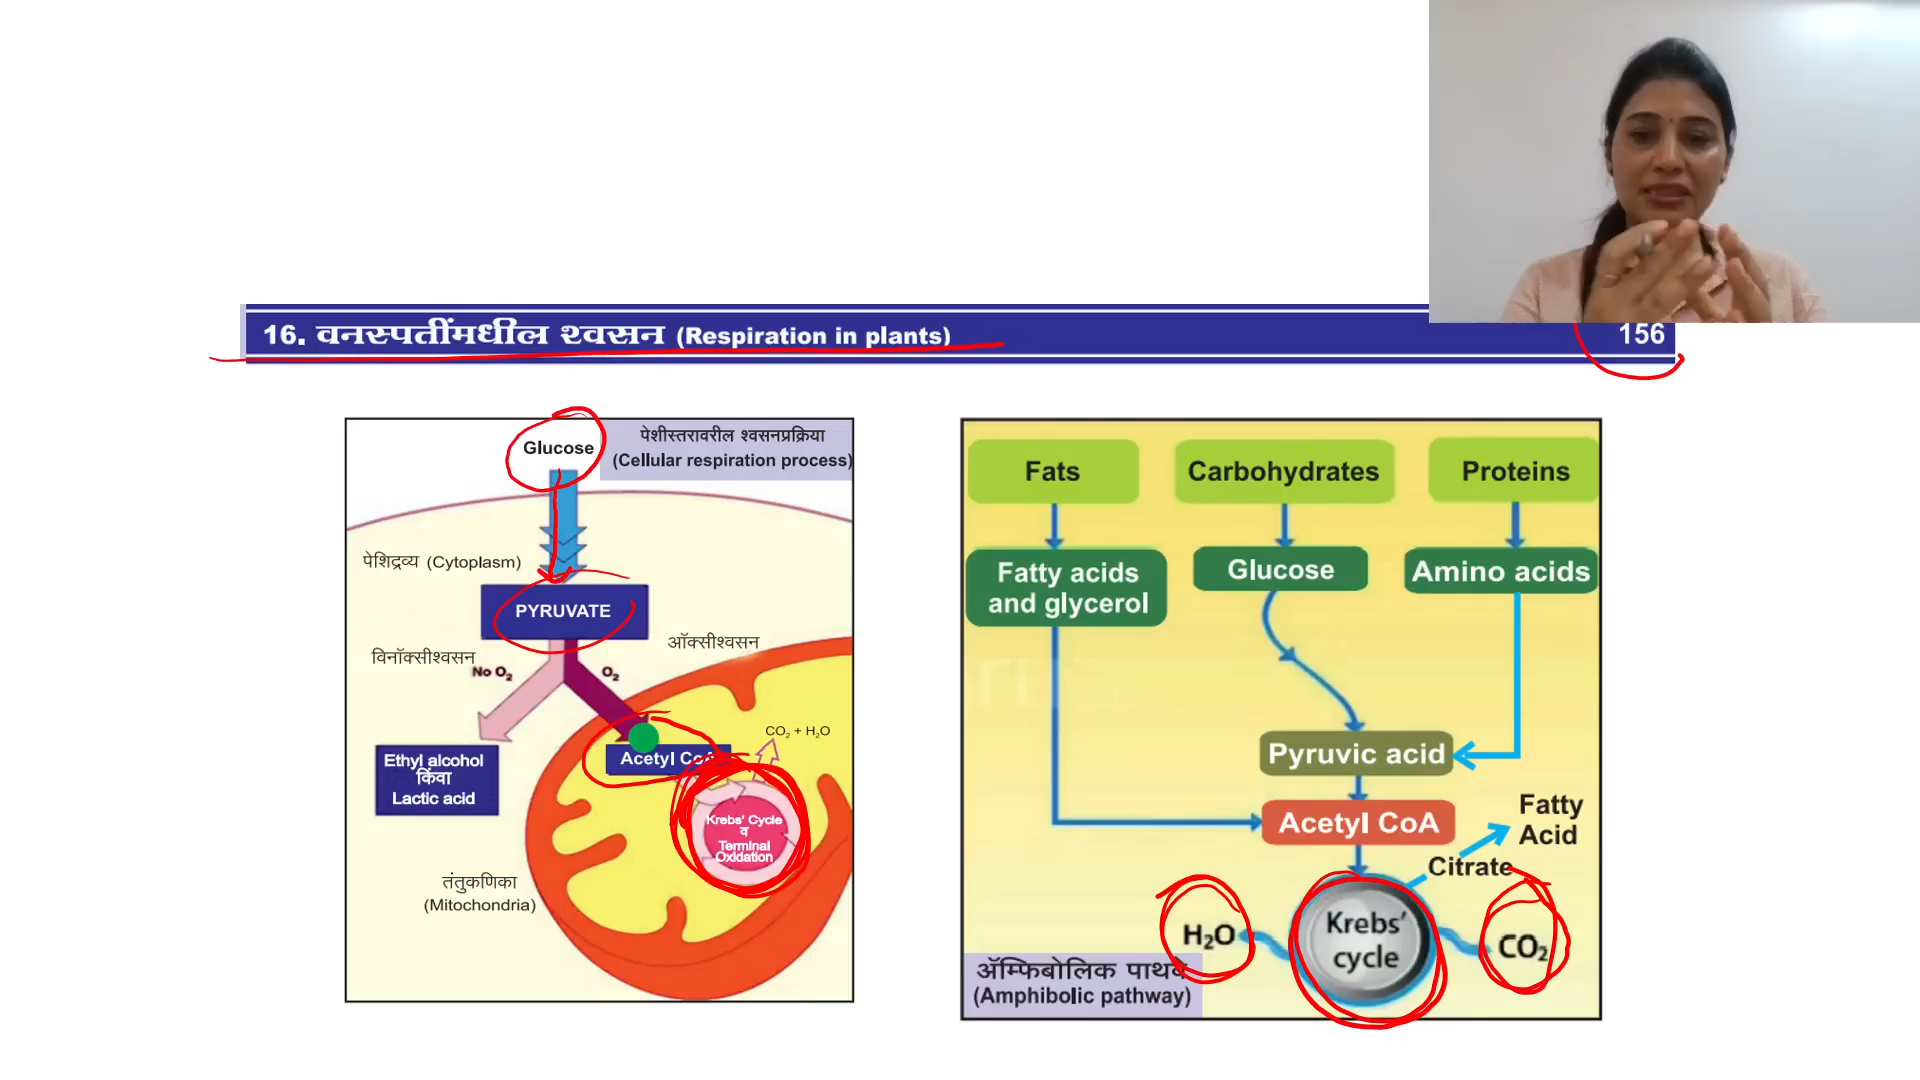 16. वनस्पतींमधील श्वसन (Respiration in plants)
156
Glucose
पेशीस्तरावरील श्वसनप्रक्रिया
(Cellular respiration process)
पेशिद्रव्य (Cytoplasm)
PYRUVATE
विनॉक्सीश्वसन
ऑक्सीश्वसन
No O₂
O₂
Ethyl alcohol
किंवा
Lactic acid
Acetyl CoA
CO₂ + H₂O
Krebs' Cycle
व
Terminal
Oxidation
तंतुकणिका
(Mitochondria)
Fats
Carbohydrates
Proteins
Fatty acids
and glycerol
Glucose
Amino acids
Pyruvic acid
Acetyl CoA
Fatty
Acid
Citrate
H₂O
Krebs'
cycle
CO₂
ॲम्फिबोलिक पाथवे
(Amphibolic pathway)